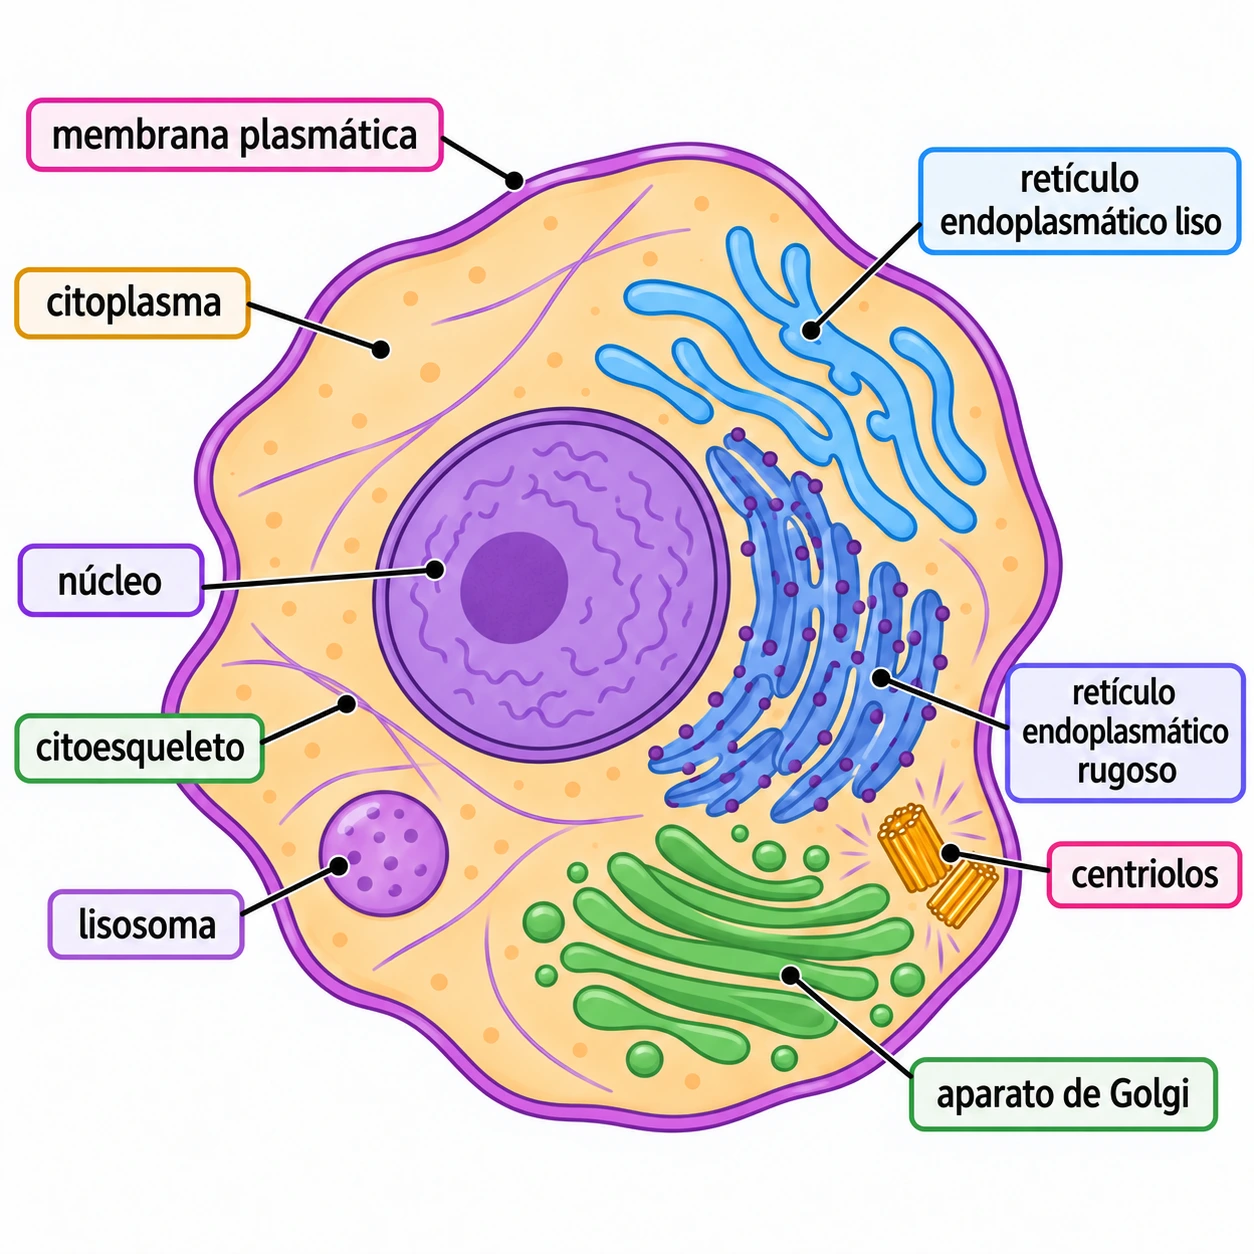 membrana plasmática
retículo
endoplasmático liso
citoplasma
núcleo
retículo
endoplasmático
rugoso
citoesqueleto
centriolos
lisosoma
aparato de Golgi